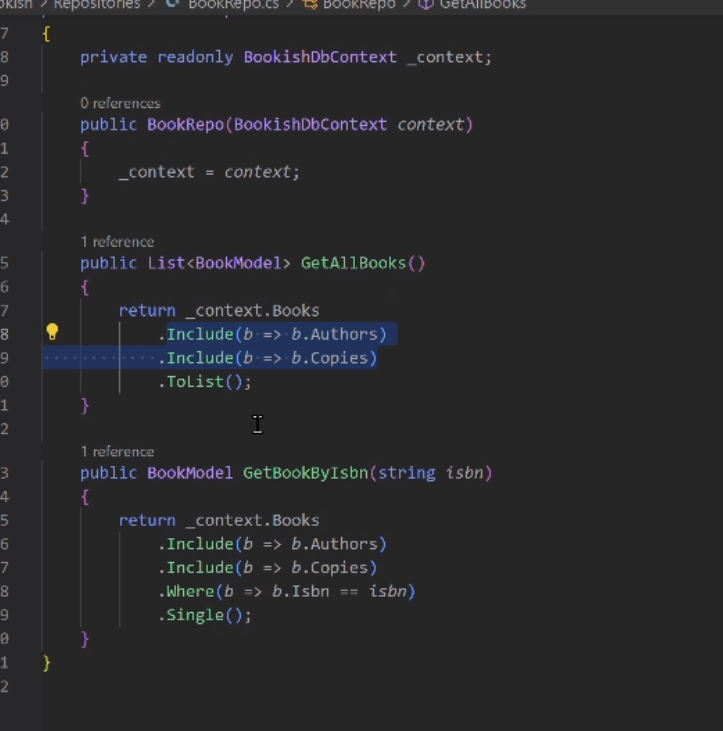 okish > Repositories > BookRepo.cs > BookRepo > GetAllBooks
7 {
8 private readonly BookishDbContext _context;
9
0 references
0 public BookRepo(BookishDbContext context)
1 {
2 _context = context;
3 }
4
1 reference
5 public List<BookModel> GetAllBooks()
6 {
7 return _context.Books
8 .Include(b => b.Authors)
9 .Include(b => b.Copies)
0 .ToList();
1 }
2
1 reference
3 public BookModel GetBookByIsbn(string isbn)
4 {
5 return _context.Books
6 .Include(b => b.Authors)
7 .Include(b => b.Copies)
8 .Where(b => b.Isbn == isbn)
9 .Single();
0 }
1 }
2